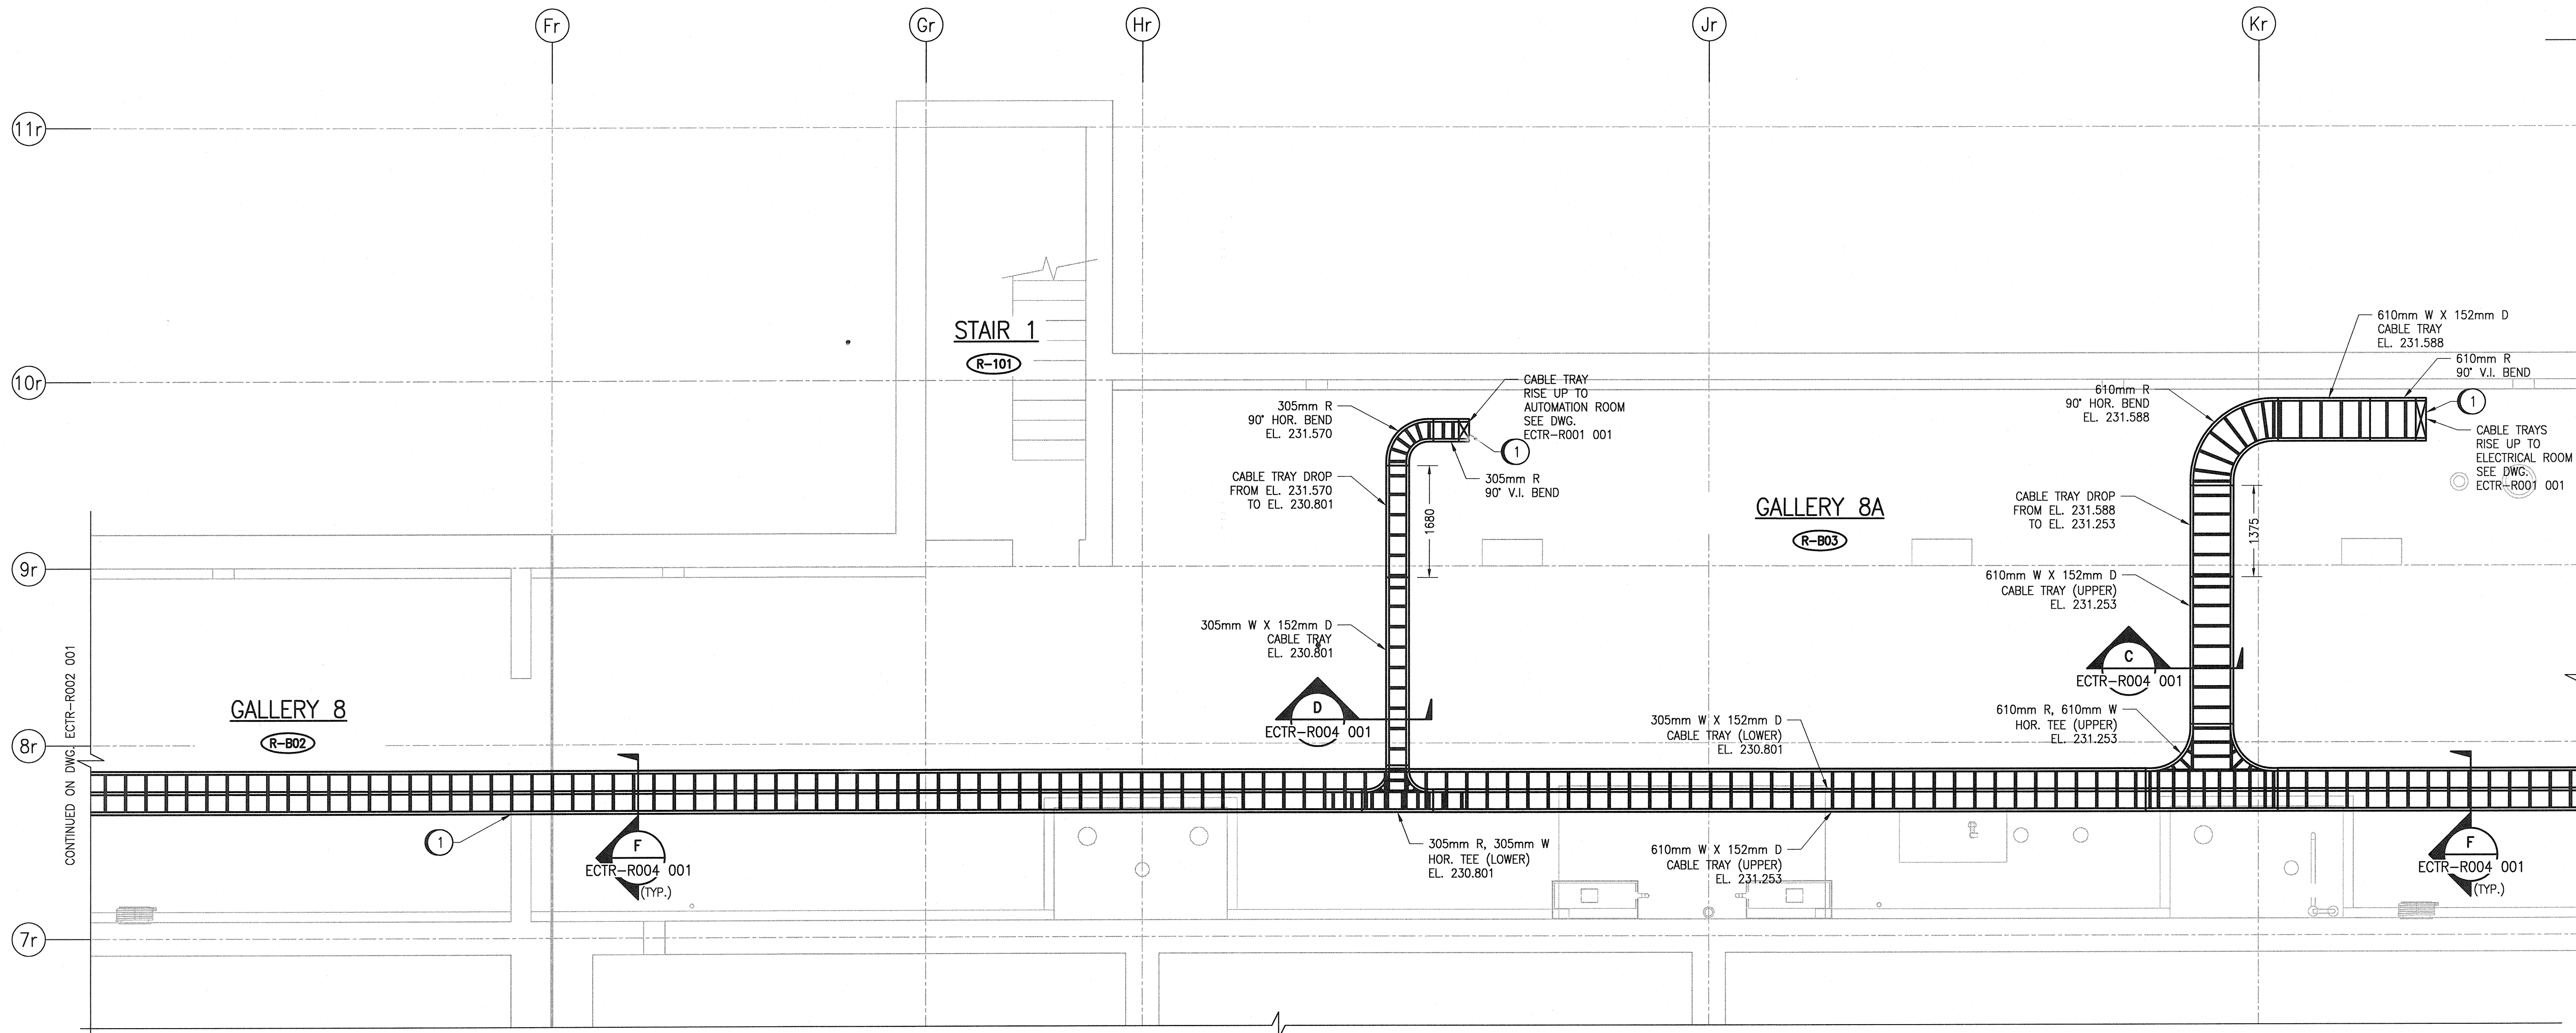 Fr
Gr
Hr
Jr
Kr
11r
10r
9r
8r
7r
STAIR 1
R-101
610mm W X 152mm D
CABLE TRAY
EL. 231.588
610mm R
90° V.I. BEND
1
CABLE TRAYS
RISE UP TO
ELECTRICAL ROOM
SEE DWG.
ECTR-R001 001
610mm R
90° HOR. BEND
EL. 231.588
CABLE TRAY
RISE UP TO
AUTOMATION ROOM
SEE DWG.
ECTR-R001 001
305mm R
90° HOR. BEND
EL. 231.570
1
305mm R
90° V.I. BEND
CABLE TRAY DROP
FROM EL. 231.570
TO EL. 230.801
1680
GALLERY 8A
R-B03
CABLE TRAY DROP
FROM EL. 231.588
TO EL. 231.253
1375
610mm W X 152mm D
CABLE TRAY (UPPER)
EL. 231.253
305mm W X 152mm D
CABLE TRAY
EL. 230.801
C
ECTR-R004 001
D
ECTR-R004 001
GALLERY 8
R-B02
CONTINUED ON DWG. ECTR-R002 001
305mm W X 152mm D
CABLE TRAY (LOWER)
EL. 230.801
610mm R, 610mm W
HOR. TEE (UPPER)
EL. 231.253
1
F
ECTR-R004 001
(TYP.)
305mm R, 305mm W
HOR. TEE (LOWER)
EL. 230.801
610mm W X 152mm D
CABLE TRAY (UPPER)
EL. 231.253
F
ECTR-R004 001
(TYP.)